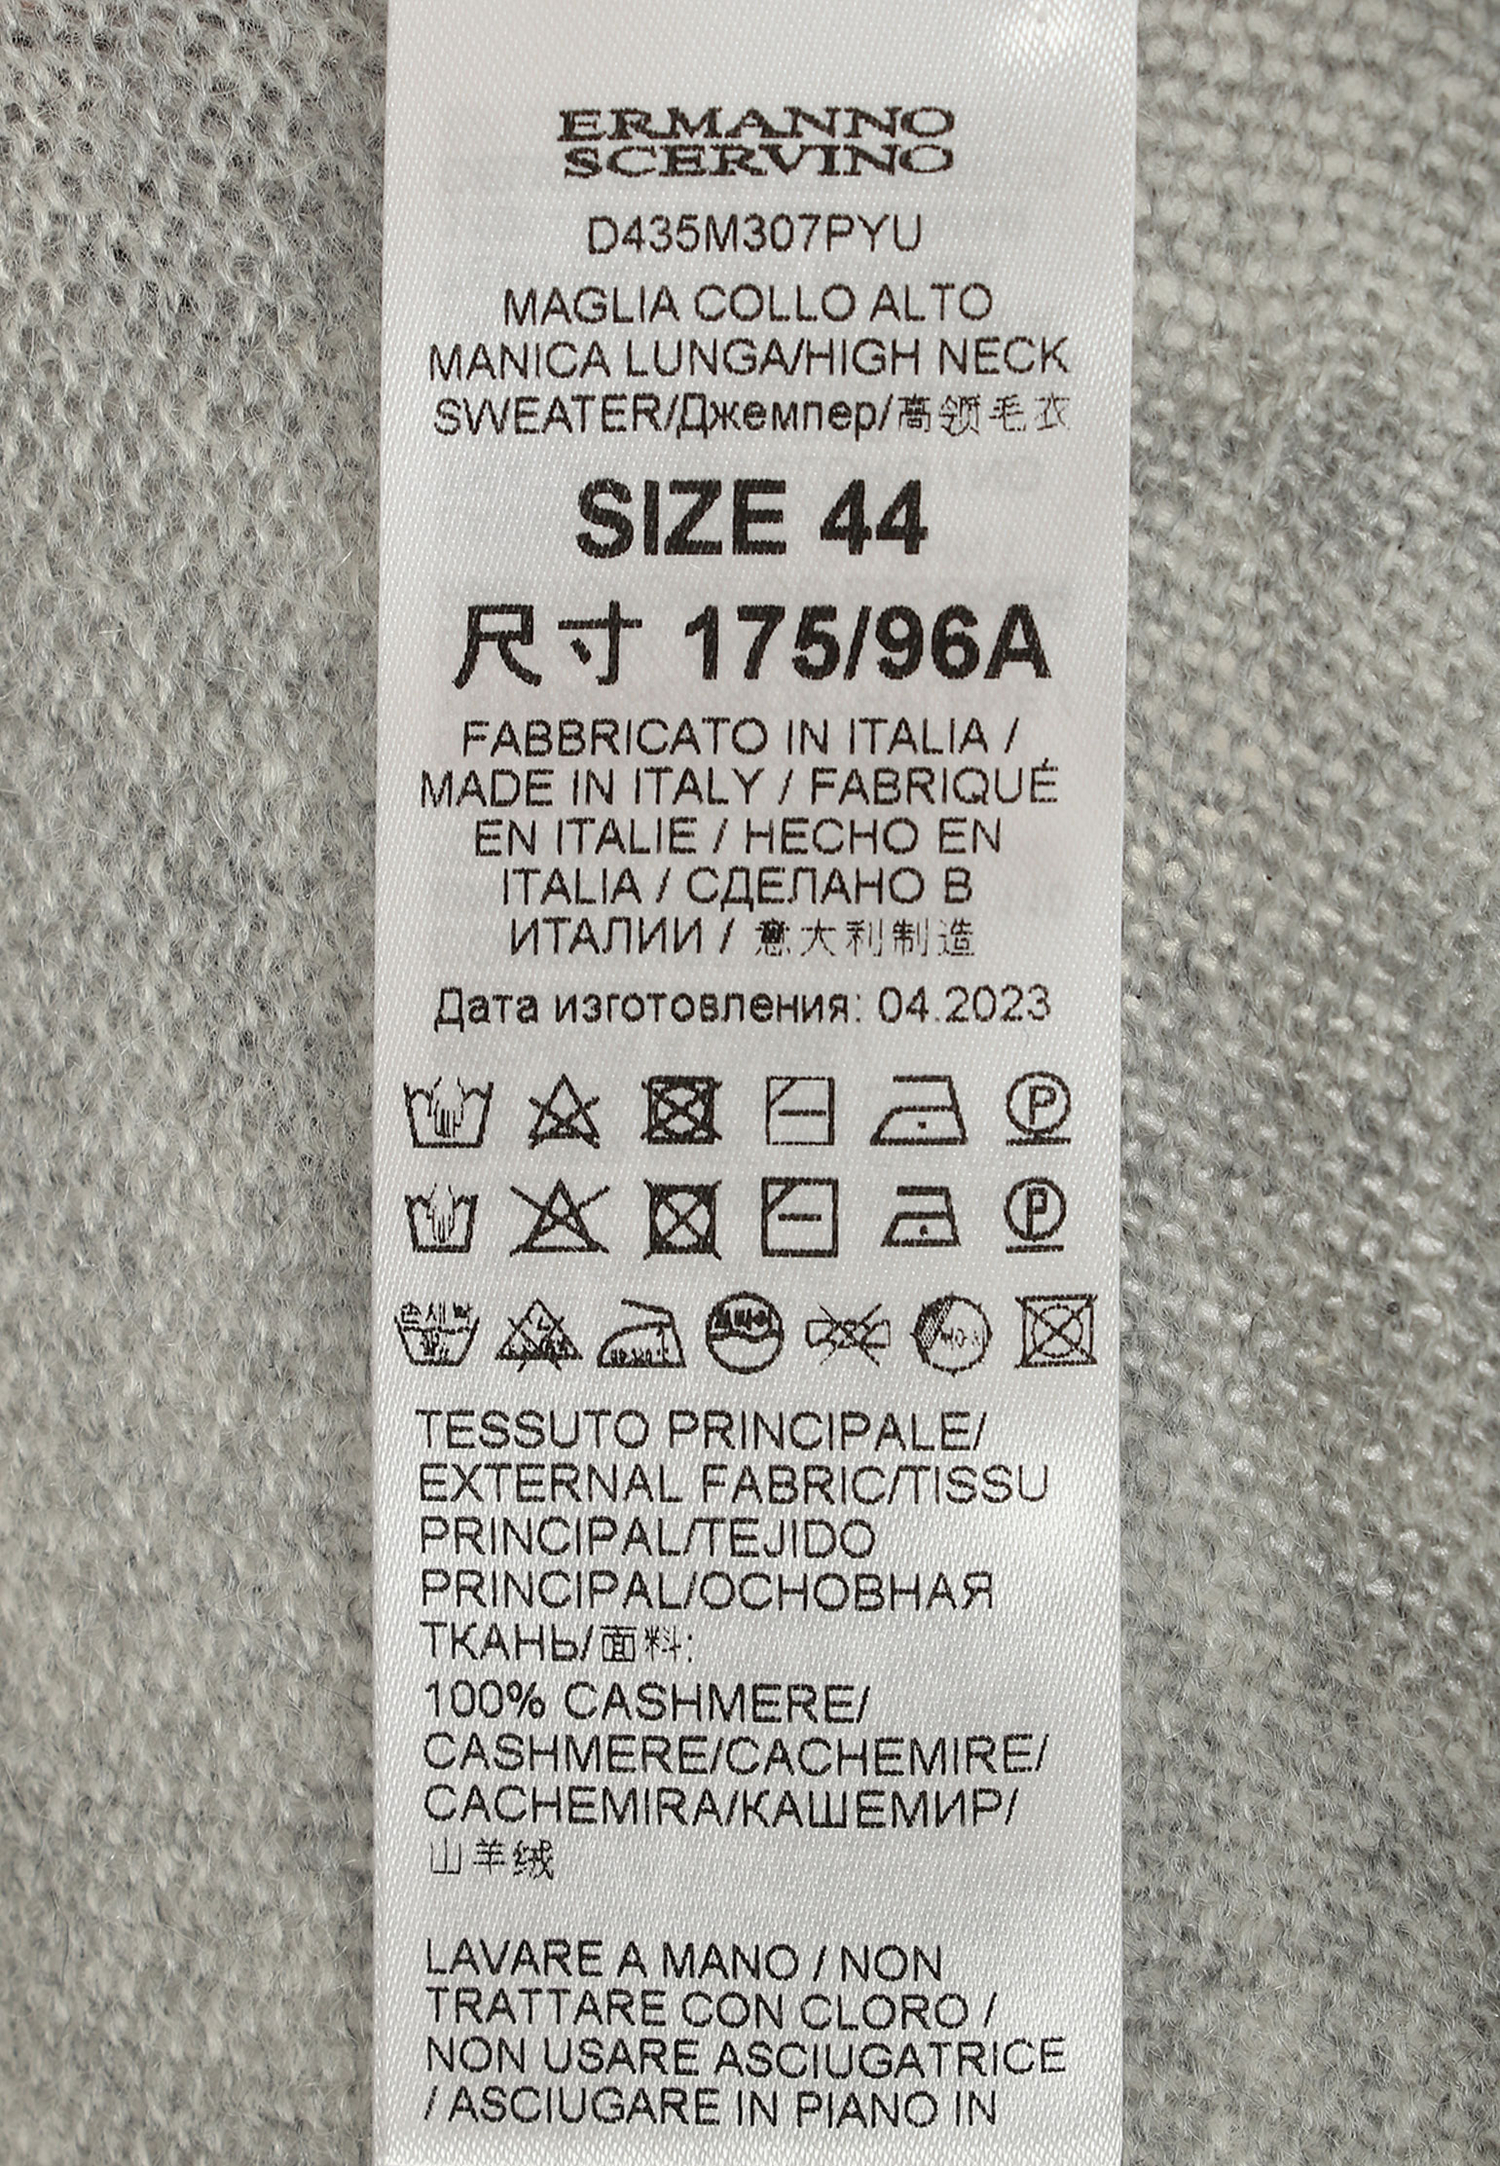 ERMANNO
SCERVINO
D435M307PYU
MAGLIA COLLO ALTO
MANICA LUNGA/HIGH NECK
SWEATER/Джемпер/高领毛衣
SIZE 44
尺寸 175/96A
FABBRICATO IN ITALIA /
MADE IN ITALY / FABRIQUÉ
EN ITALIE / HECHO EN
ITALIA / СДЕЛАНО В
ИТАЛИИ / 意大利制造
Дата изготовления: 04.2023
P
P
TESSUTO PRINCIPALE/
EXTERNAL FABRIC/TISSU
PRINCIPAL/TEJIDO
PRINCIPAL/ОСНОВНАЯ
ТКАНЬ/面料:
100% CASHMERE/
CASHMERE/CACHEMIRE/
CACHEMIRA/КАШЕМИР/
山羊绒
LAVARE A MANO / NON
TRATTARE CON CLORO /
NON USARE ASCIUGATRICE
/ ASCIUGARE IN PIANO IN